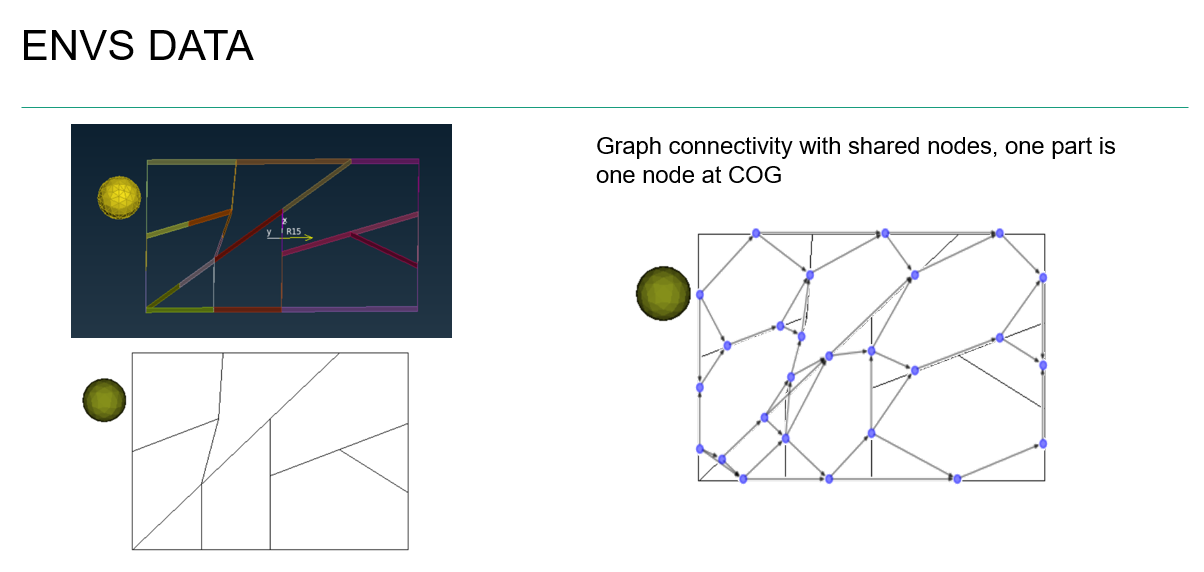 ENVS DATA
Graph connectivity with shared nodes, one part is
one node at COG
z
y R15